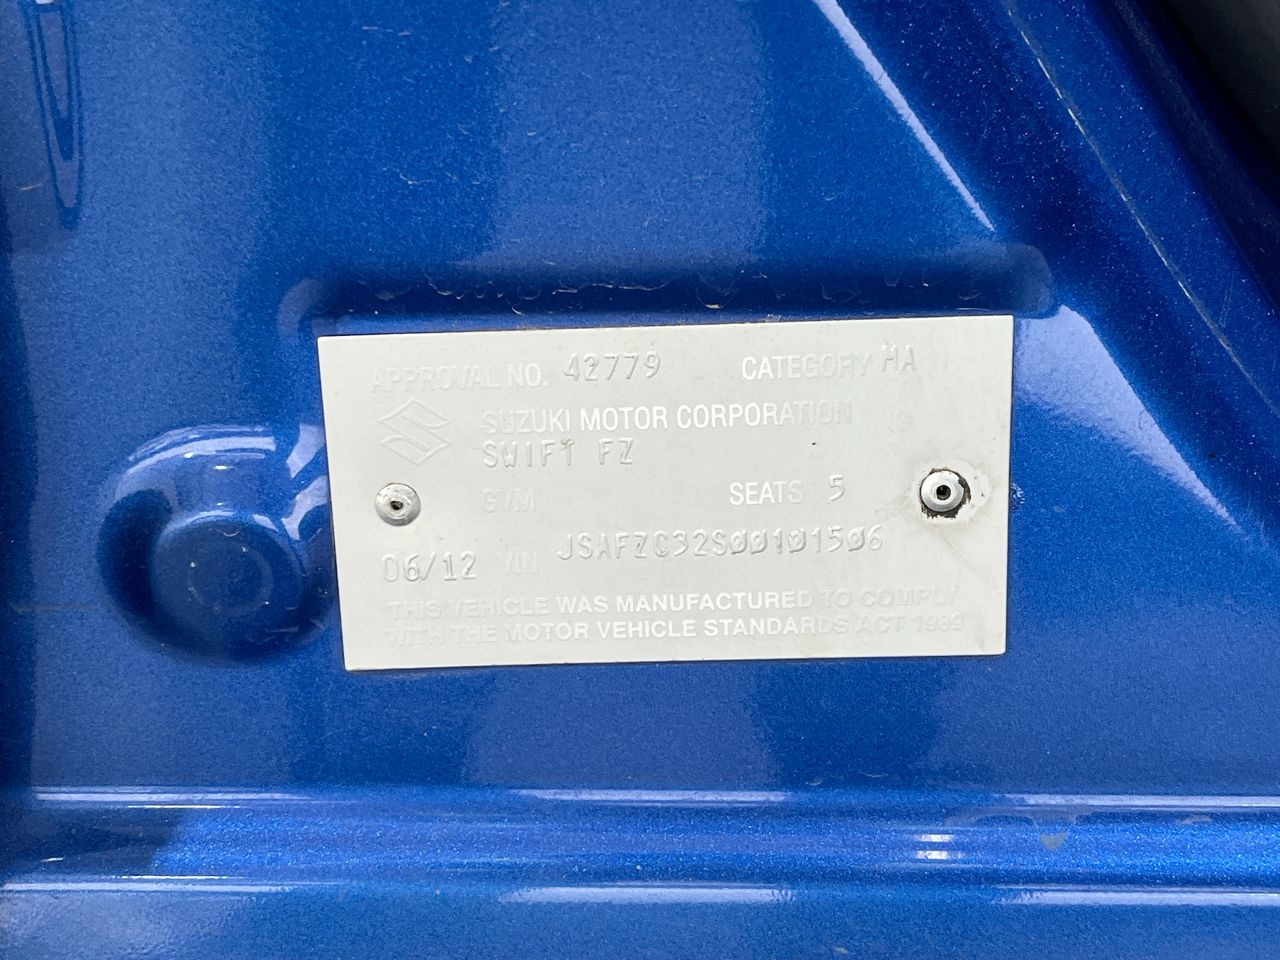 APPROVAL NO. 42779 CATEGORY MA
SUZUKI MOTOR CORPORATION
SWIFT FZ
GVM SEATS 5
06/12 VIN JSAFZC32S00101506
THIS VEHICLE WAS MANUFACTURED TO COMPLY
WITH THE MOTOR VEHICLE STANDARDS ACT 1989